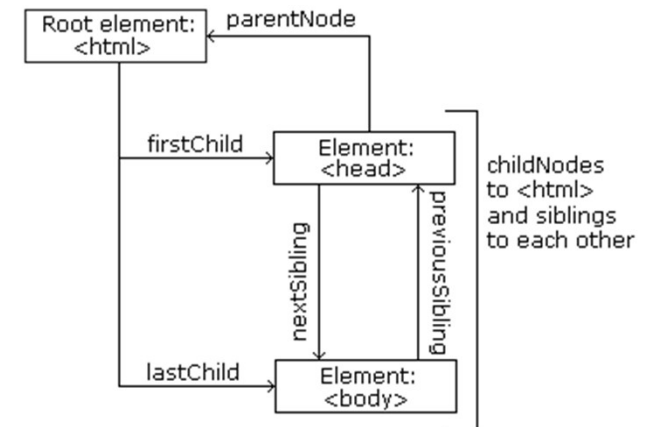 Root element:
<html>
parentNode
firstChild
Element:
<head>
childNodes
to <html>
and siblings
to each other
nextSibling
previousSibling
lastChild
Element:
<body>